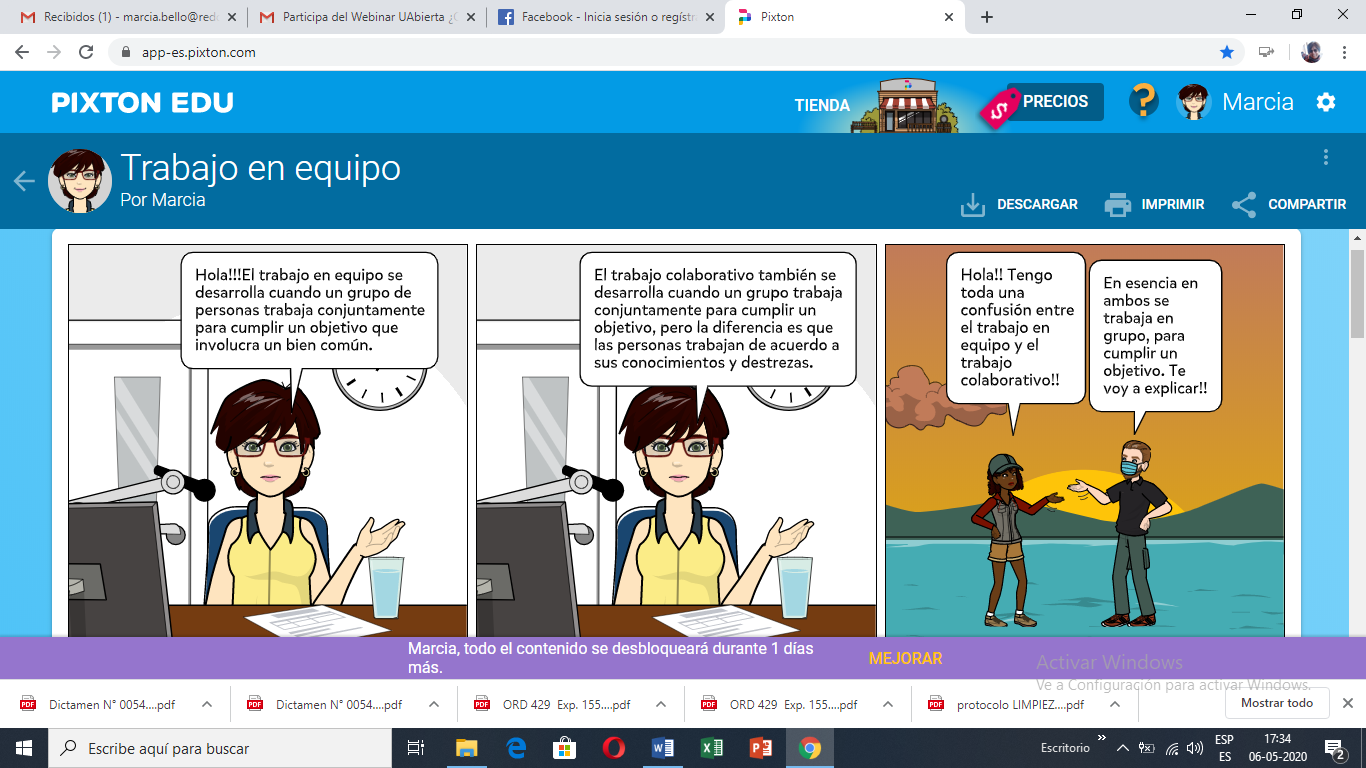 Recibidos (1) - marcia.bello@red
Participa del Webinar UAbierta ¿C
Facebook - Inicia sesión o regístra
Pixton
app-es.pixton.com
PIXTON EDU
TIENDA
$
PRECIOS
?
Marcia
Trabajo en equipo
Por Marcia
DESCARGAR
IMPRIMIR
COMPARTIR
Hola!!!El trabajo en equipo se
desarrolla cuando un grupo de
personas trabaja conjuntamente
para cumplir un objetivo que
involucra un bien común.
El trabajo colaborativo también se
desarrolla cuando un grupo trabaja
conjuntamente para cumplir un
objetivo, pero la diferencia es que
las personas trabajan de acuerdo a
sus conocimientos y destrezas.
Hola!! Tengo
toda una
confusión entre
el trabajo en
equipo y el
trabajo
colaborativo!!
En esencia en
ambos se
trabaja en
grupo, para
cumplir un
objetivo. Te
voy a explicar!!
Marcia, todo el contenido se desbloqueará durante 1 días
más.
MEJORAR
Activar Windows
Ve a Configuración para activar Windows.
Dictamen N° 0054....pdf
Dictamen N° 0054....pdf
ORD 429 Exp. 155....pdf
ORD 429 Exp. 155....pdf
protocolo LIMPIEZ....pdf
Mostrar todo
Escribe aquí para buscar
Escritorio
ESP
ES
17:34
06-05-2020
2